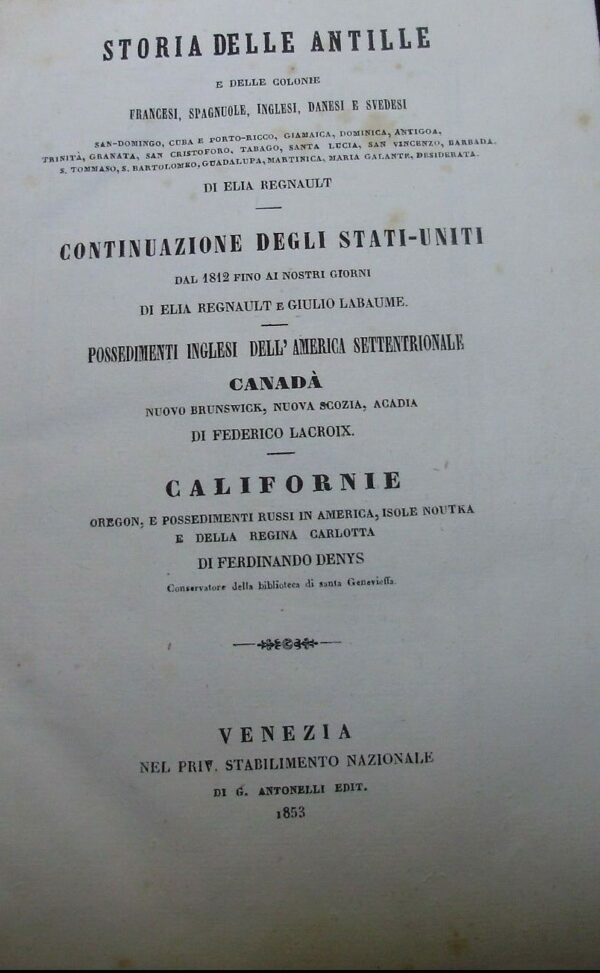 STORIA DELLE ANTILLE
E DELLE COLONIE
FRANCESI, SPAGNUOLE, INGLESI, DANESI E SVEDESI
SAN-DOMINGO, CUBA E PORTO-RICCO, GIAMAICA, DOMINICA, ANTIGOA,
TRINITÀ, GRANATA, SAN CRISTOFORO, TABAGO, SANTA LUCIA, SAN VINCENZO, BARBADA,
S. TOMMASO, S. BARTOLOMEO, GUADALUPA, MARTINICA, MARIA GALANTE, DESIDERATA.
DI ELIA REGNAULT
CONTINUAZIONE DEGLI STATI-UNITI
DAL 1812 FINO AI NOSTRI GIORNI
DI ELIA REGNAULT E GIULIO LABAUME.
POSSEDIMENTI INGLESI DELL' AMERICA SETTENTRIONALE
CANADÀ
NUOVO BRUNSWICK, NUOVA SCOZIA, ACADIA
DI FEDERICO LACROIX.
CALIFORNIE
OREGON, E POSSEDIMENTI RUSSI IN AMERICA, ISOLE NOUTKA
E DELLA REGINA CARLOTTA
DI FERDINANDO DENYS
Conservatore della biblioteca di santa Genevieffa.
VENEZIA
NEL PRIV. STABILIMENTO NAZIONALE
DI G. ANTONELLI EDIT.
1853